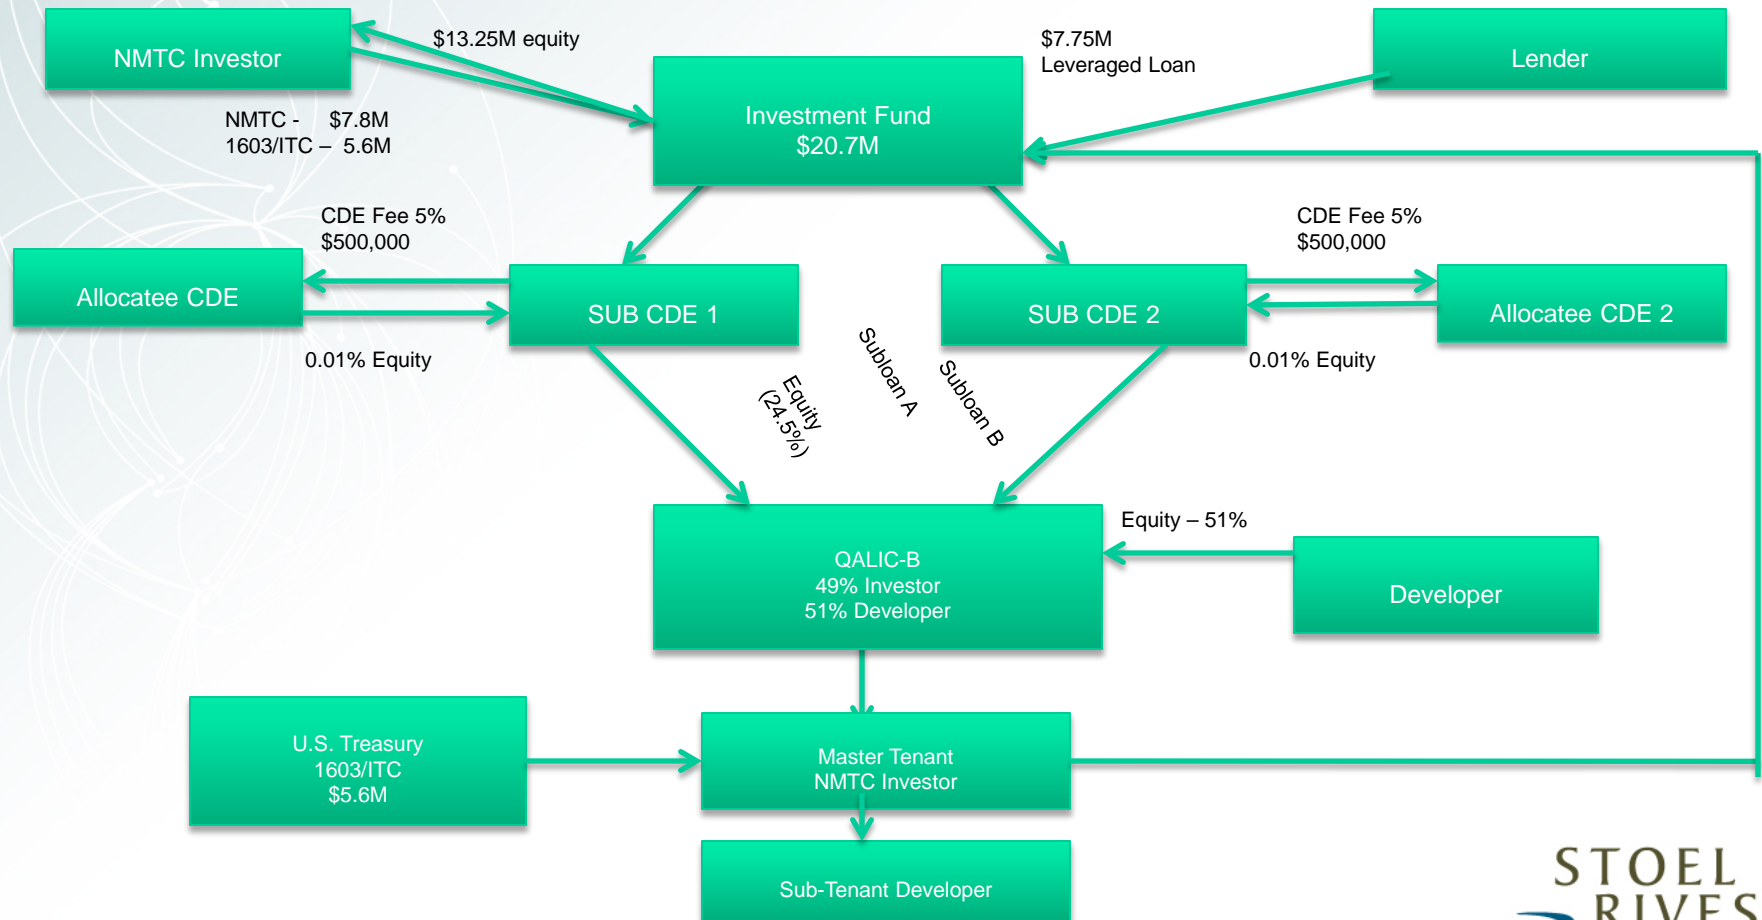 NMTC Investor
$13.25M equity
$7.75M
Leveraged Loan
Lender
Investment Fund
$20.7M
NMTC -     $7.8M
1603/ITC –  5.6M
CDE Fee 5%
$500,000
CDE Fee 5%
$500,000
Allocatee CDE
SUB CDE 1
SUB CDE 2
Allocatee CDE 2
0.01% Equity
0.01% Equity
Equity
(24.5%)
Subloan A
Subloan B
QALIC-B
49% Investor
51% Developer
Equity – 51%
Developer
U.S. Treasury
1603/ITC
$5.6M
Master Tenant
NMTC Investor
Sub-Tenant Developer
STOEL
RIVES